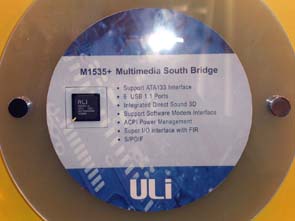 M1535+ Multimedia South Bridge
Support ATA133 Interface
6 USB 1.1 Ports
Integrated Direct Sound 3D
Support Software Modem Interface
ACPI Power Management
Super I/O interface with FIR
S/PDIF
ALi
ULi